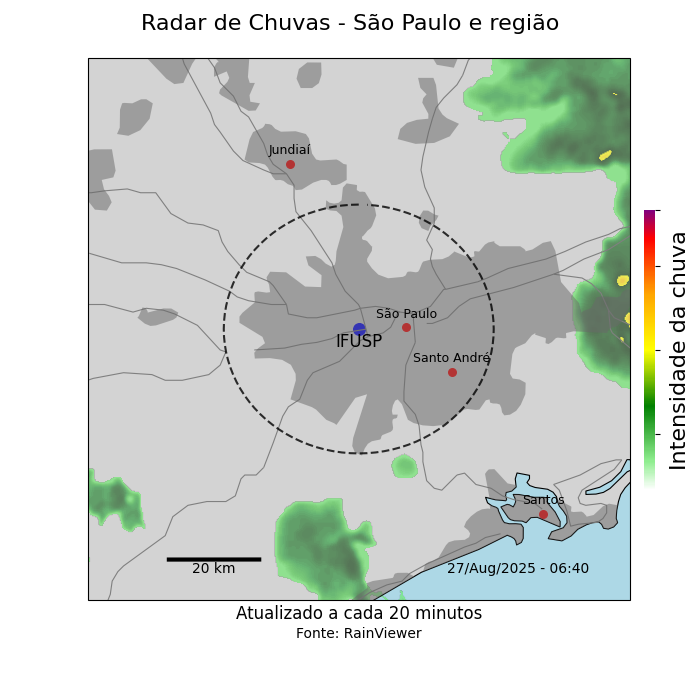 Radar de Chuvas - São Paulo e região
Jundiaí
São Paulo
IFUSP
Santo André
Santos
20 km
27/Aug/2025 - 06:40
Intensidade da chuva
Atualizado a cada 20 minutos
Fonte: RainViewer